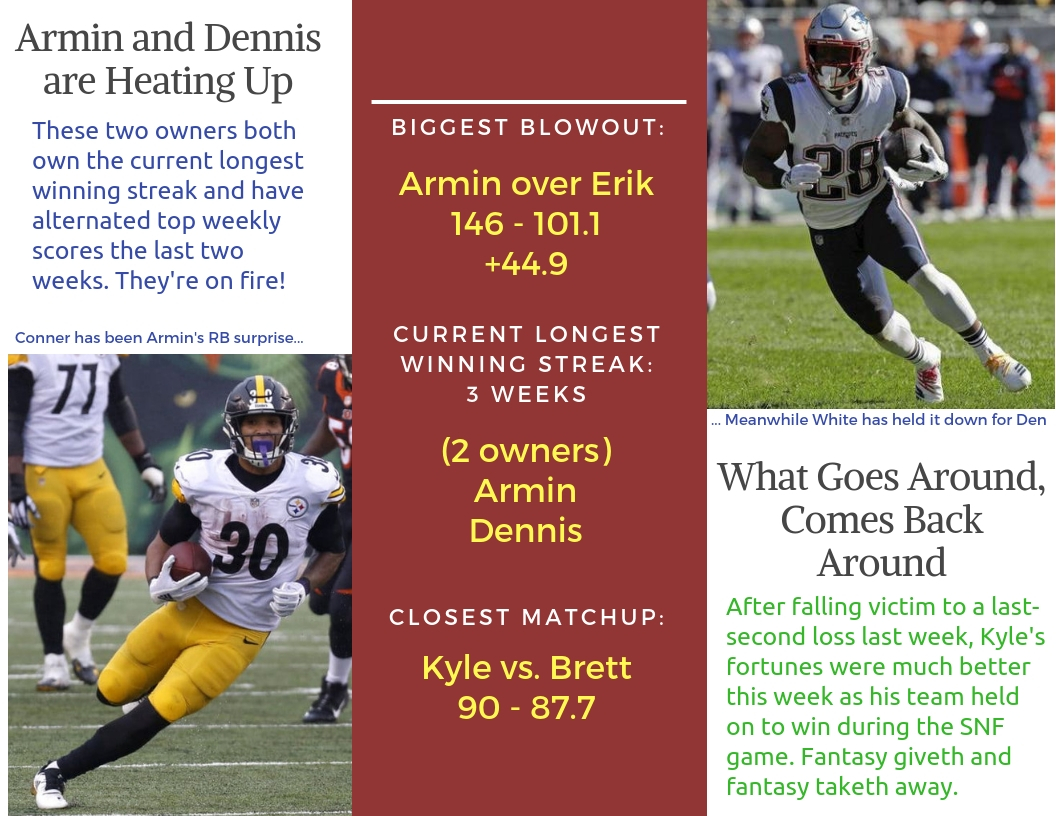 Armin and Dennis
are Heating Up
These two owners both
own the current longest
winning streak and have
alternated top weekly
scores the last two
weeks. They're on fire!
Conner has been Armin's RB surprise...
77
30
30
30
BIGGEST BLOWOUT:
Armin over Erik
146 - 101.1
+44.9
CURRENT LONGEST
WINNING STREAK:
3 WEEKS
(2 owners)
Armin
Dennis
CLOSEST MATCHUP:
Kyle vs. Brett
90 - 87.7
PATRIOTS
28
... Meanwhile White has held it down for Den
What Goes Around,
Comes Back
Around
After falling victim to a last-
second loss last week, Kyle's
fortunes were much better
this week as his team held
on to win during the SNF
game. Fantasy giveth and
fantasy taketh away.